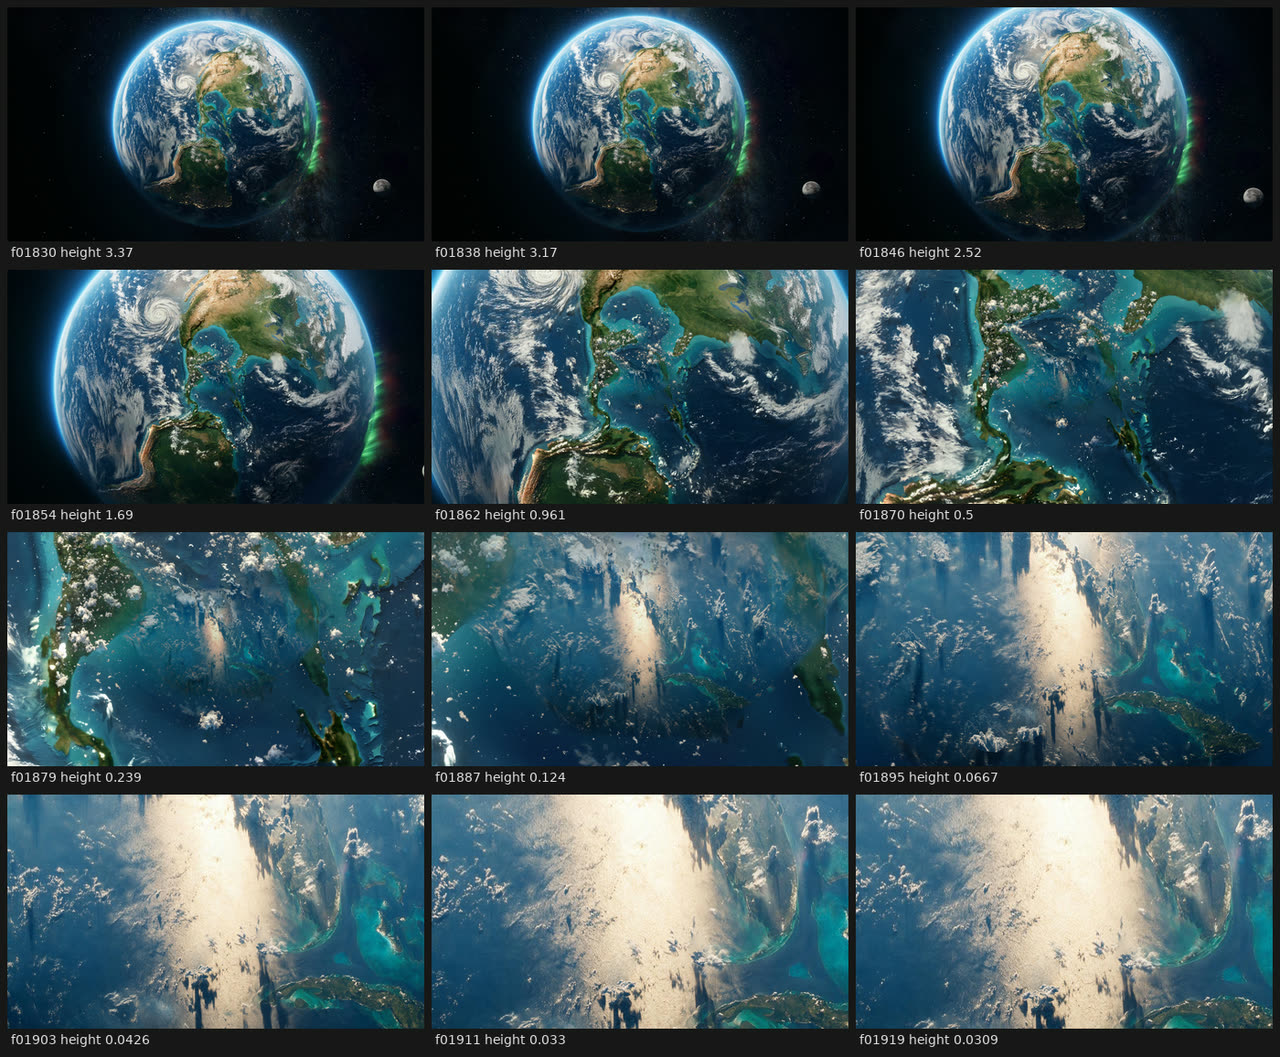 f01830 height 3.37
f01838 height 3.17
f01846 height 2.52
f01854 height 1.69
f01862 height 0.961
f01870 height 0.5
f01879 height 0.239
f01887 height 0.124
f01895 height 0.0667
f01903 height 0.0426
f01911 height 0.033
f01919 height 0.0309